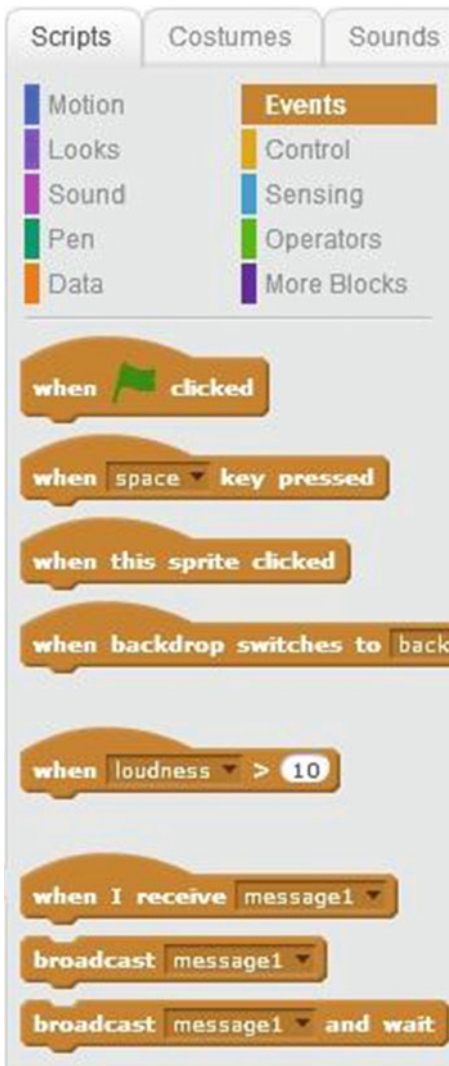 Scripts Costumes Sounds
Motion Events
Looks Control
Sound Sensing
Pen Operators
Data More Blocks
when clicked
when space key pressed
when this sprite clicked
when backdrop switches to back
when loudness > 10
when I receive message1
broadcast message1
broadcast message1 and wait